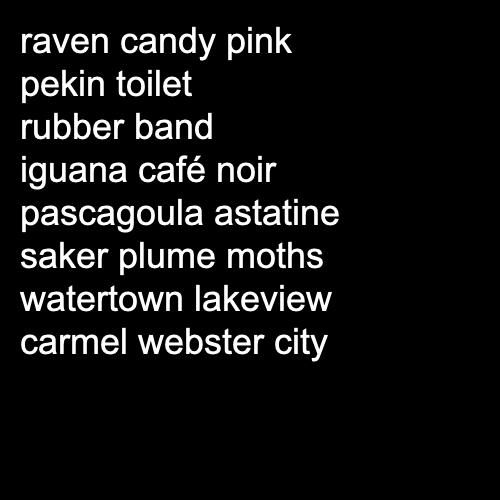 raven candy pink
pekin toilet
rubber band
iguana café noir
pascagoula astatine
saker plume moths
watertown lakeview
carmel webster city